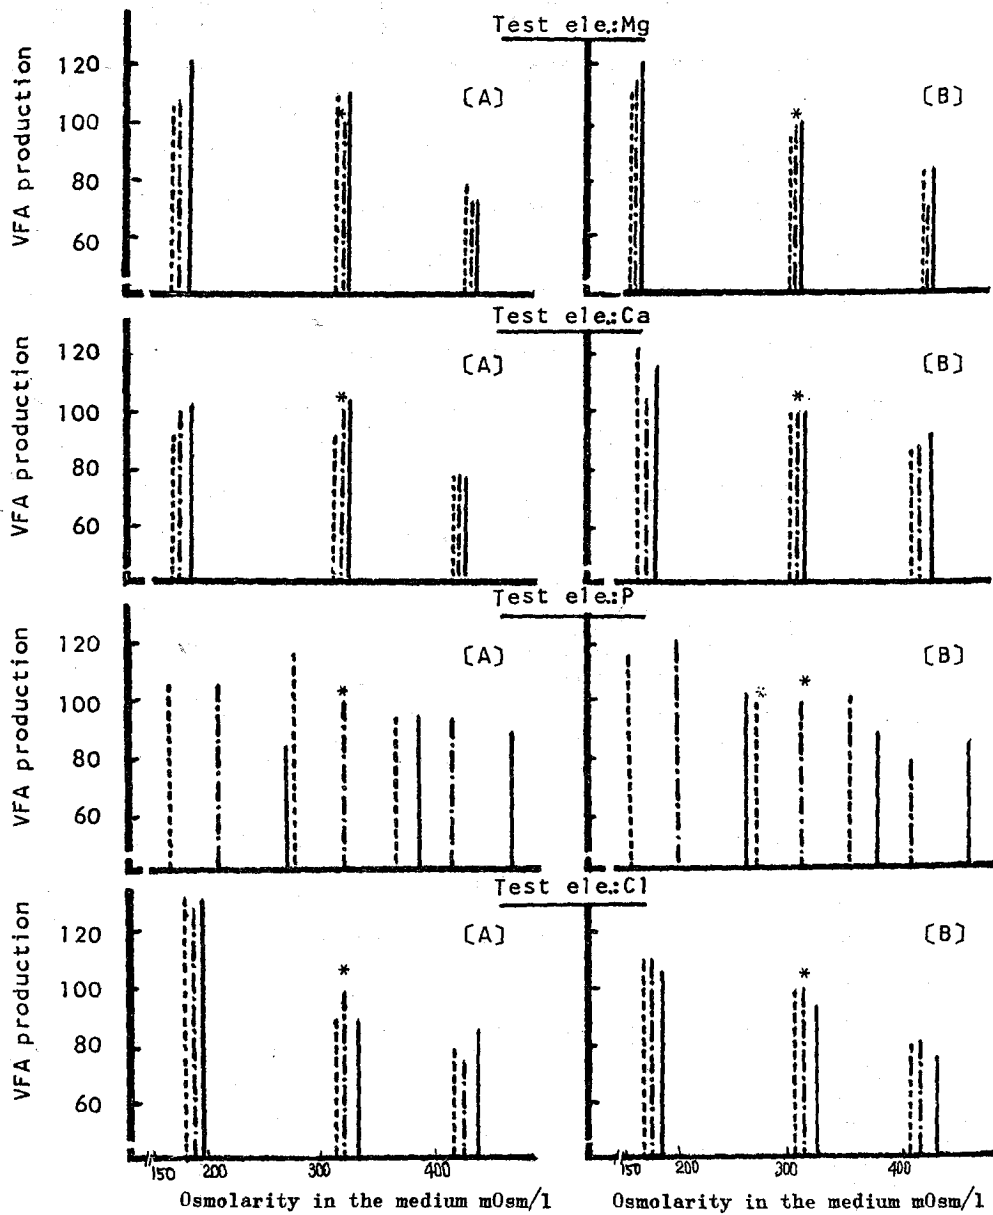 Test ele.:Mg
VFA production
120
100
80
60
[A]
*
[B]
*
Test ele.:Ca
VFA production
120
100
80
60
[A]
*
[B]
*
Test ele.:P
VFA production
120
100
80
60
[A]
*
[B]
*
*
Test ele.:Cl
VFA production
120
100
80
60
[A]
*
[B]
*
150 200 300 400
150 200 300 400
Osmolarity in the medium mOsm/l
Osmolarity in the medium mOsm/l